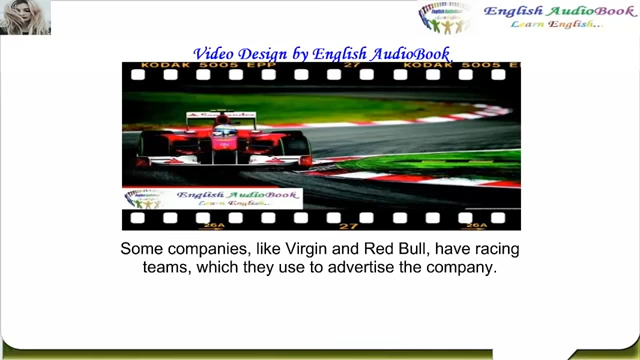 English AudioBook
Learn English...
Video Design by English AudioBook
KODAK 5005 EPP
27
KODAK 5005 E
Santander
English AudioBook
Learn English...
26A
27
26A
Some companies, like Virgin and Red Bull, have racing
teams, which they use to advertise the company.